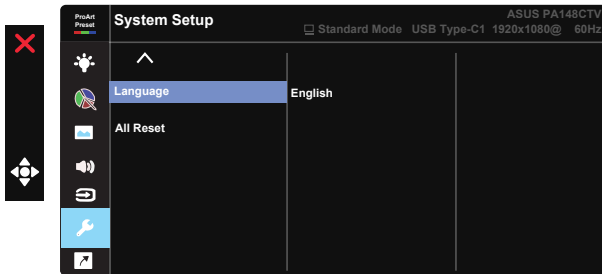 ProArt
Preset
System Setup
ASUS PA148CTV
Standard Mode USB Type-C1 1920x1080@ 60Hz
Language
English
All Reset